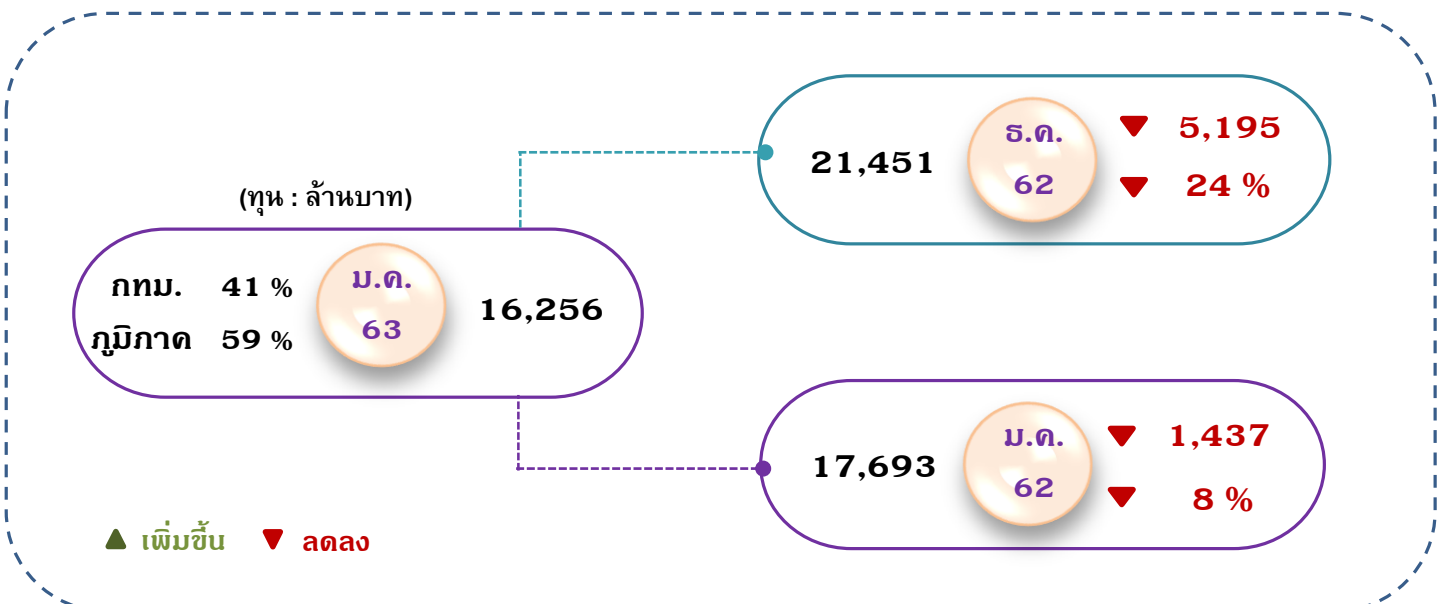 (ทุน : ล้านบาท)
กทม. 41 %
ภูมิภาค 59 %
ม.ค.
63
16,256
21,451
ธ.ค.
62
▼ 5,195
▼ 24 %
17,693
ม.ค.
62
▼ 1,437
▼ 8 %
▲ เพิ่มขึ้น ▼ ลดลง